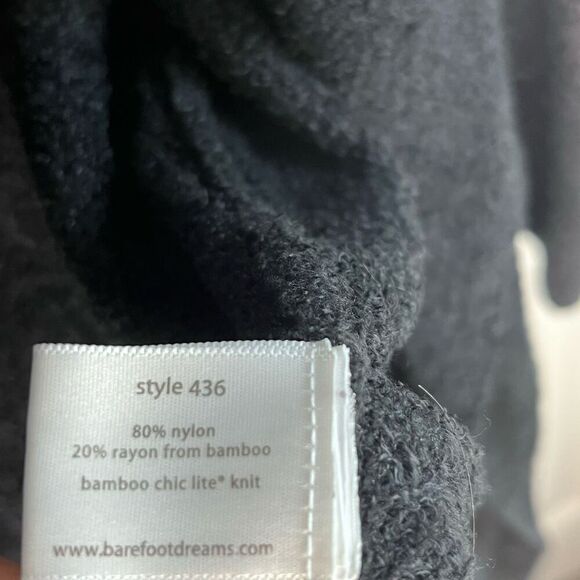 style 436
80% nylon
20% rayon from bamboo
bamboo chic lite® knit
www.barefootdreams.com